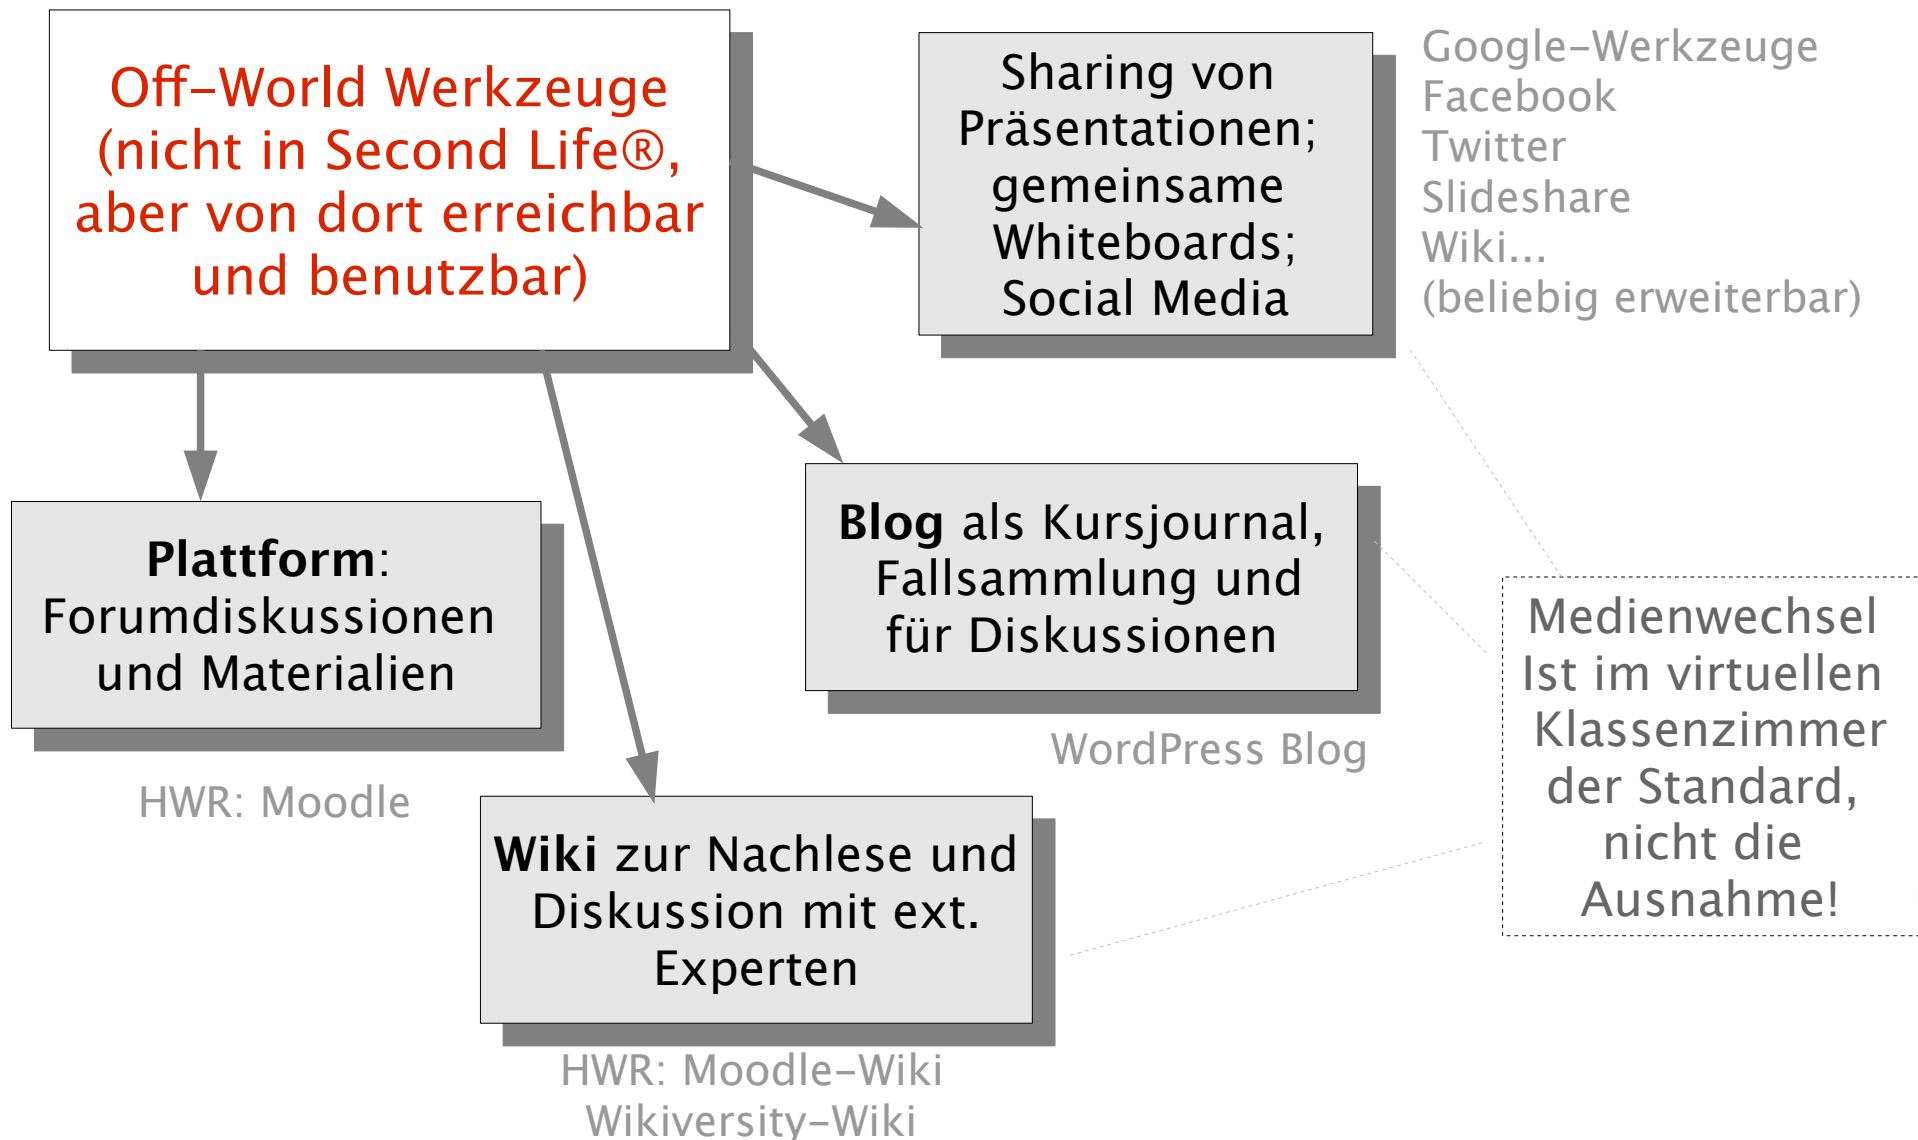 Off-World Werkzeuge
(nicht in Second Life®,
aber von dort erreichbar
und benutzbar)
Sharing von
Präsentationen;
gemeinsame
Whiteboards;
Social Media
Google-Werkzeuge
Facebook
Twitter
Slideshare
Wiki...
(beliebig erweiterbar)
Plattform:
Forumdiskussionen
und Materialien
HWR: Moodle
Blog als Kursjournal,
Fallsammlung und
für Diskussionen
WordPress Blog
Medienwechsel
Ist im virtuellen
Klassenzimmer
der Standard,
nicht die
Ausnahme!
Wiki zur Nachlese und
Diskussion mit ext.
Experten
HWR: Moodle-Wiki
Wikiversity-Wiki